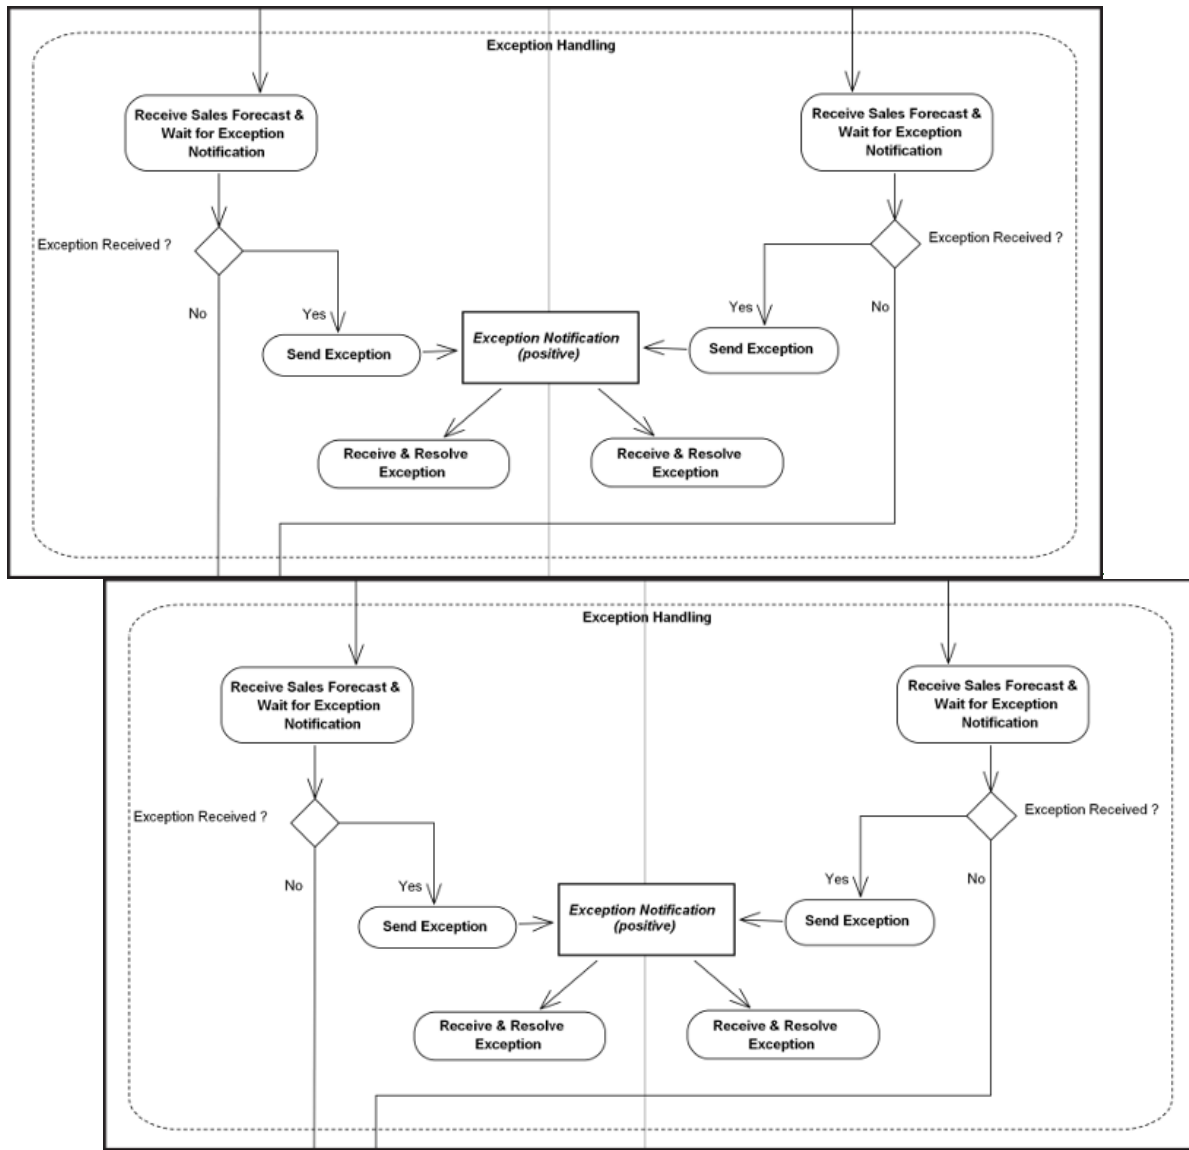 Exception Handling
Receive Sales Forecast &
Wait for Exception
Notification
Receive Sales Forecast &
Wait for Exception
Notification
Exception Received ?
Exception Received ?
No
Yes
Yes
No
Send Exception
Exception Notification
(positive)
Send Exception
Receive & Resolve
Exception
Receive & Resolve
Exception
Exception Handling
Receive Sales Forecast &
Wait for Exception
Notification
Receive Sales Forecast &
Wait for Exception
Notification
Exception Received ?
Exception Received ?
No
Yes
Yes
No
Send Exception
Exception Notification
(positive)
Send Exception
Receive & Resolve
Exception
Receive & Resolve
Exception